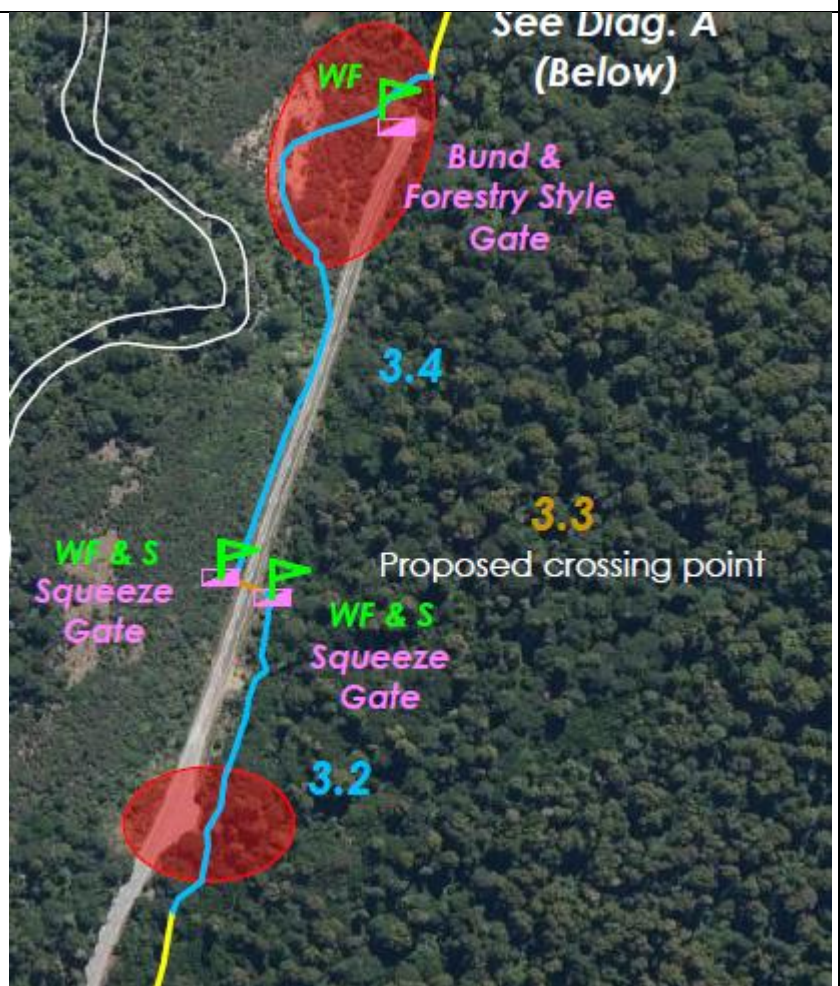 See Diag. A
(Below)
WF
Bund &
Forestry Style
Gate
3.4
3.3
Proposed crossing point
WF & S
Squeeze
Gate
WF & S
Squeeze
Gate
3.2